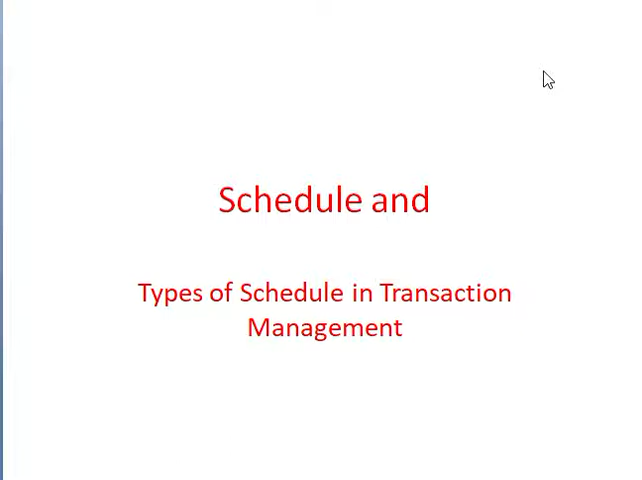 Schedule and
Types of Schedule in Transaction
Management